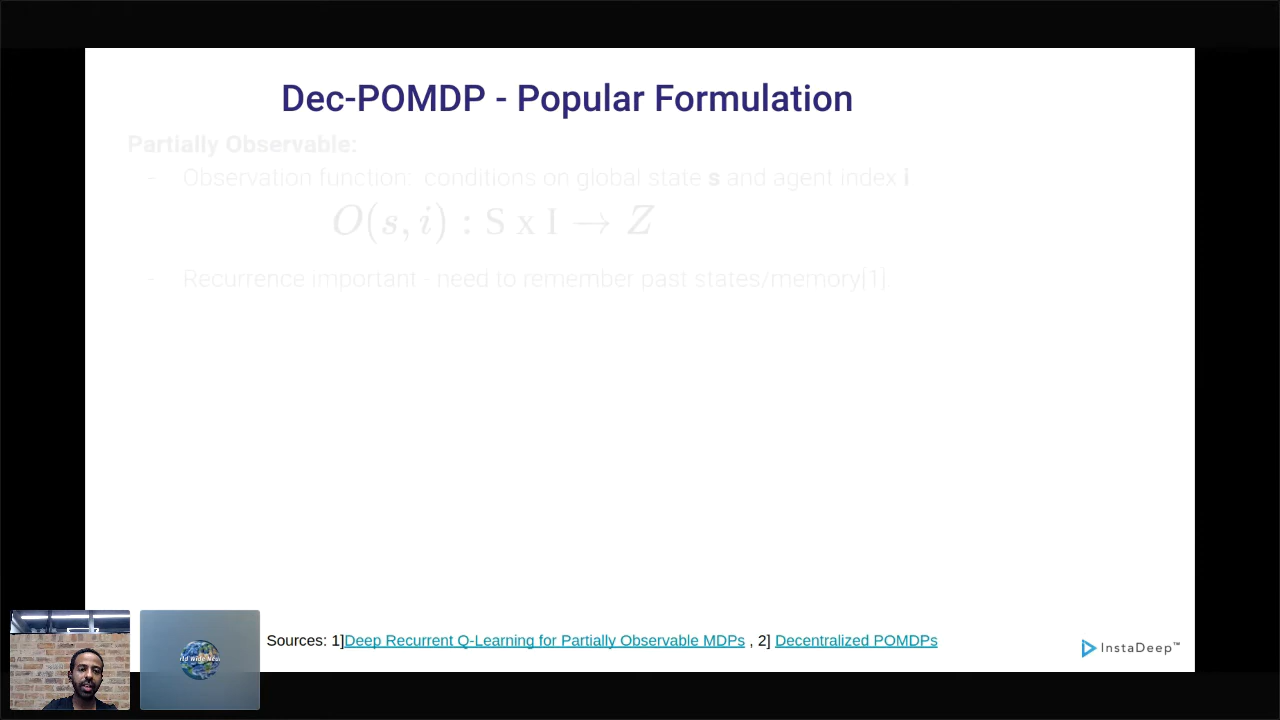 Dec-POMDP - Popular Formulation
Partially Observable:
- Observation function: conditions on global state s and agent index i
O(s, i) : S x I → Z
- Recurrence important - need to remember past states/memory[1].
Sources: 1]Deep Recurrent Q-Learning for Partially Observable MDPs , 2] Decentralized POMDPs
InstaDeep™